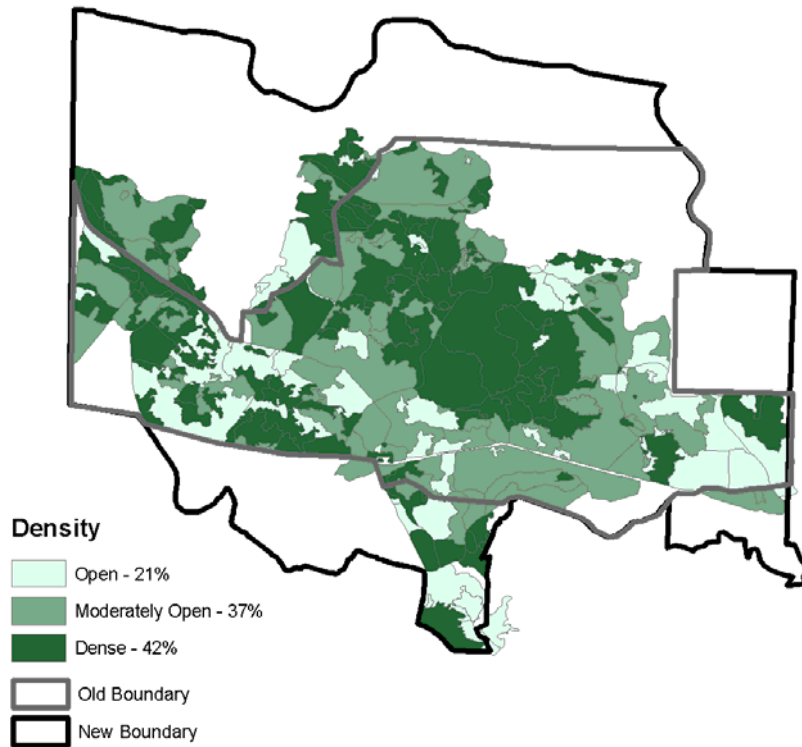 Density
Open - 21%
Moderately Open - 37%
Dense - 42%
Old Boundary
New Boundary